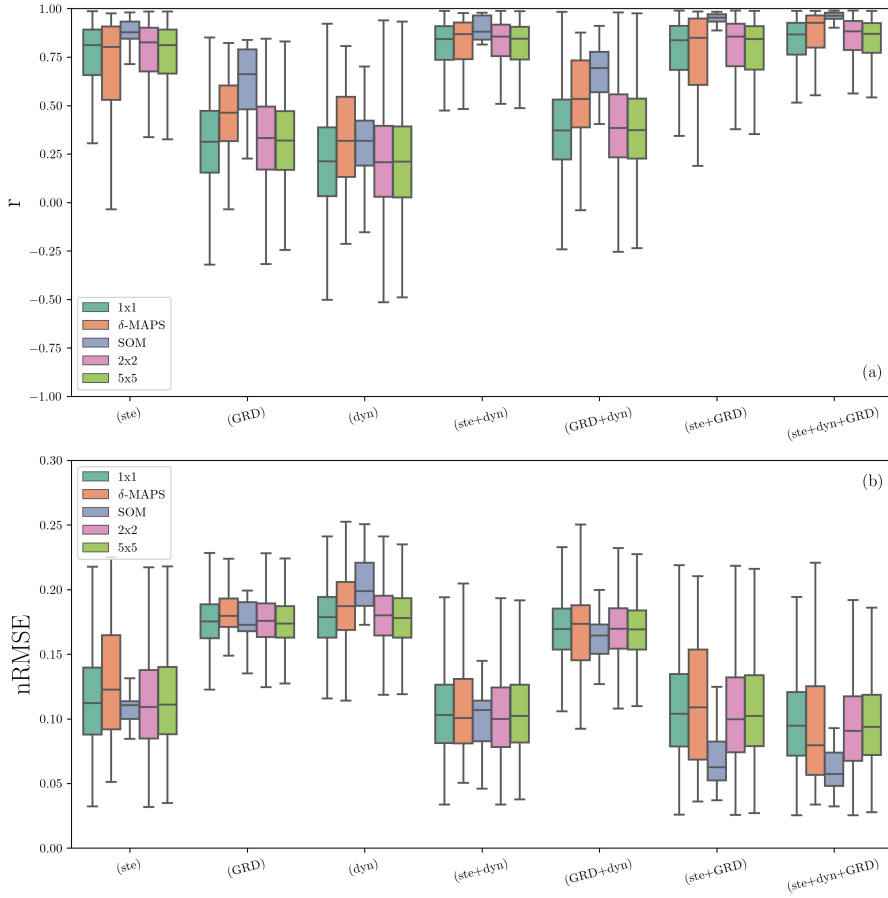 1.00
0.75
0.50
0.25
0.00
−0.25
−0.50
−0.75
−1.00
r
1x1
δ-MAPS
SOM
2x2
5x5
(a)
(ste)
(GRD)
(dyn)
(ste+dyn)
(GRD+dyn)
(ste+GRD)
(ste+dyn+GRD)
0.30
0.25
0.20
0.15
0.10
0.05
0.00
nRMSE
1x1
δ-MAPS
SOM
2x2
5x5
(b)
(ste)
(GRD)
(dyn)
(ste+dyn)
(GRD+dyn)
(ste+GRD)
(ste+dyn+GRD)